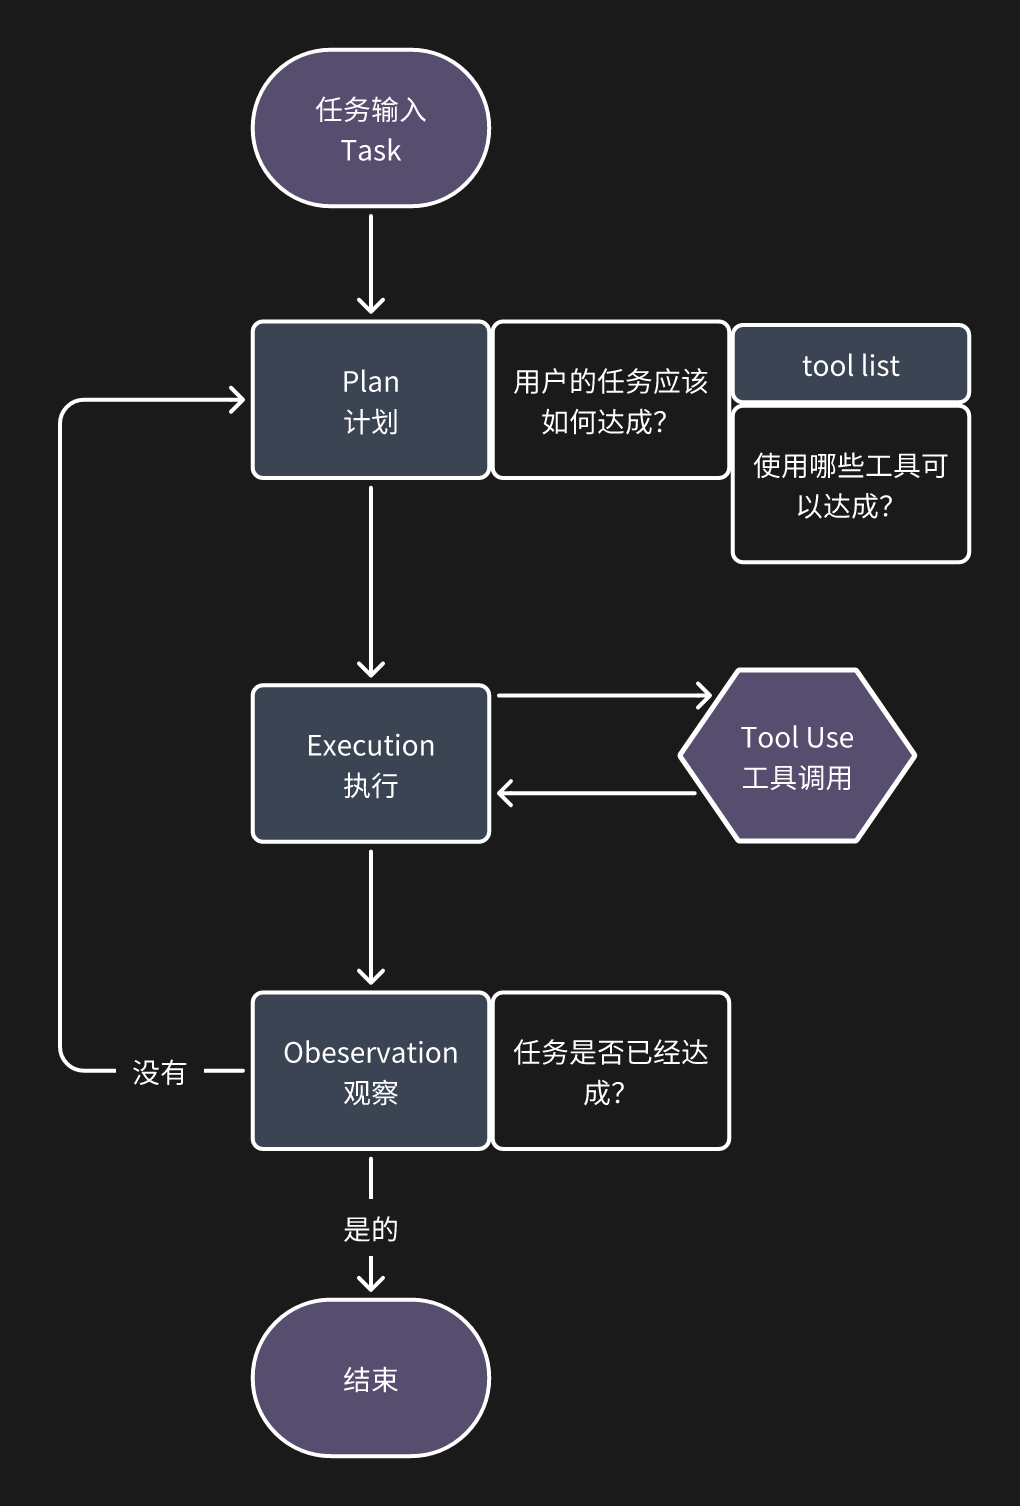 任务输入
Task
Plan
计划
用户的任务应该
如何达成？
tool list
使用哪些工具可
以达成？
Execution
执行
Tool Use
工具调用
Obeservation
观察
任务是否已经达
成？
没有
是的
结束